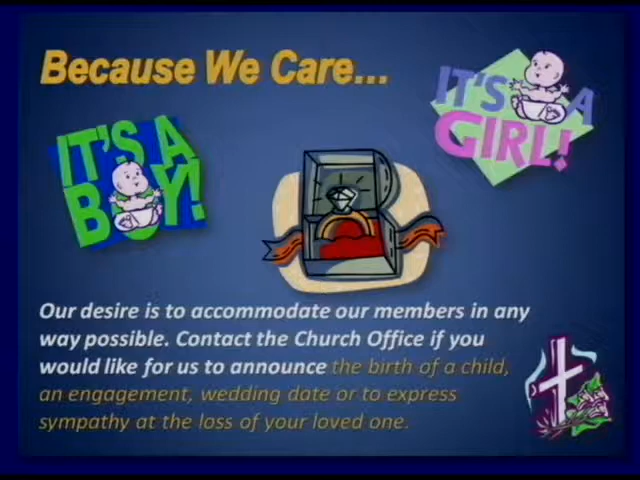 Because We Care...
IT'S A
GIRL!
IT'S A
BOY!
Our desire is to accommodate our members in any
way possible. Contact the Church Office if you
would like for us to announce the birth of a child,
an engagement, wedding date or to express
sympathy at the loss of your loved one.